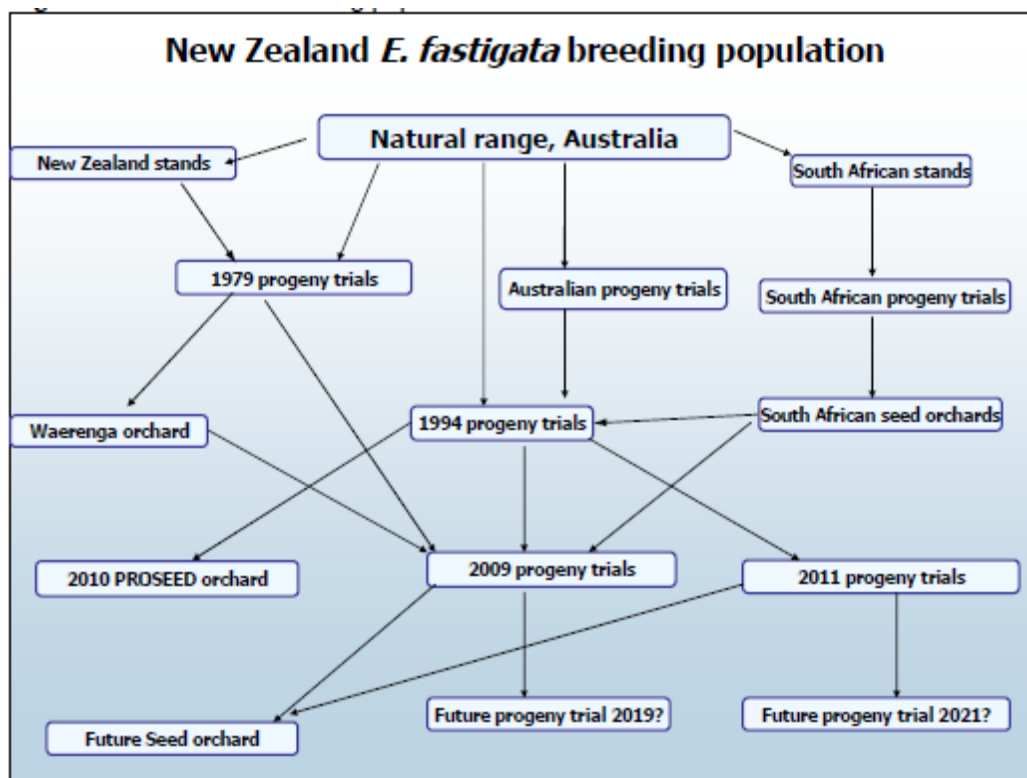 New Zealand E. fastigata breeding population
Natural range, Australia
New Zealand stands
South African stands
1979 progeny trials
Australian progeny trials
South African progeny trials
Waerenga orchard
1994 progeny trials
South African seed orchards
2010 PROSEED orchard
2009 progeny trials
2011 progeny trials
Future Seed orchard
Future progeny trial 2019?
Future progeny trial 2021?